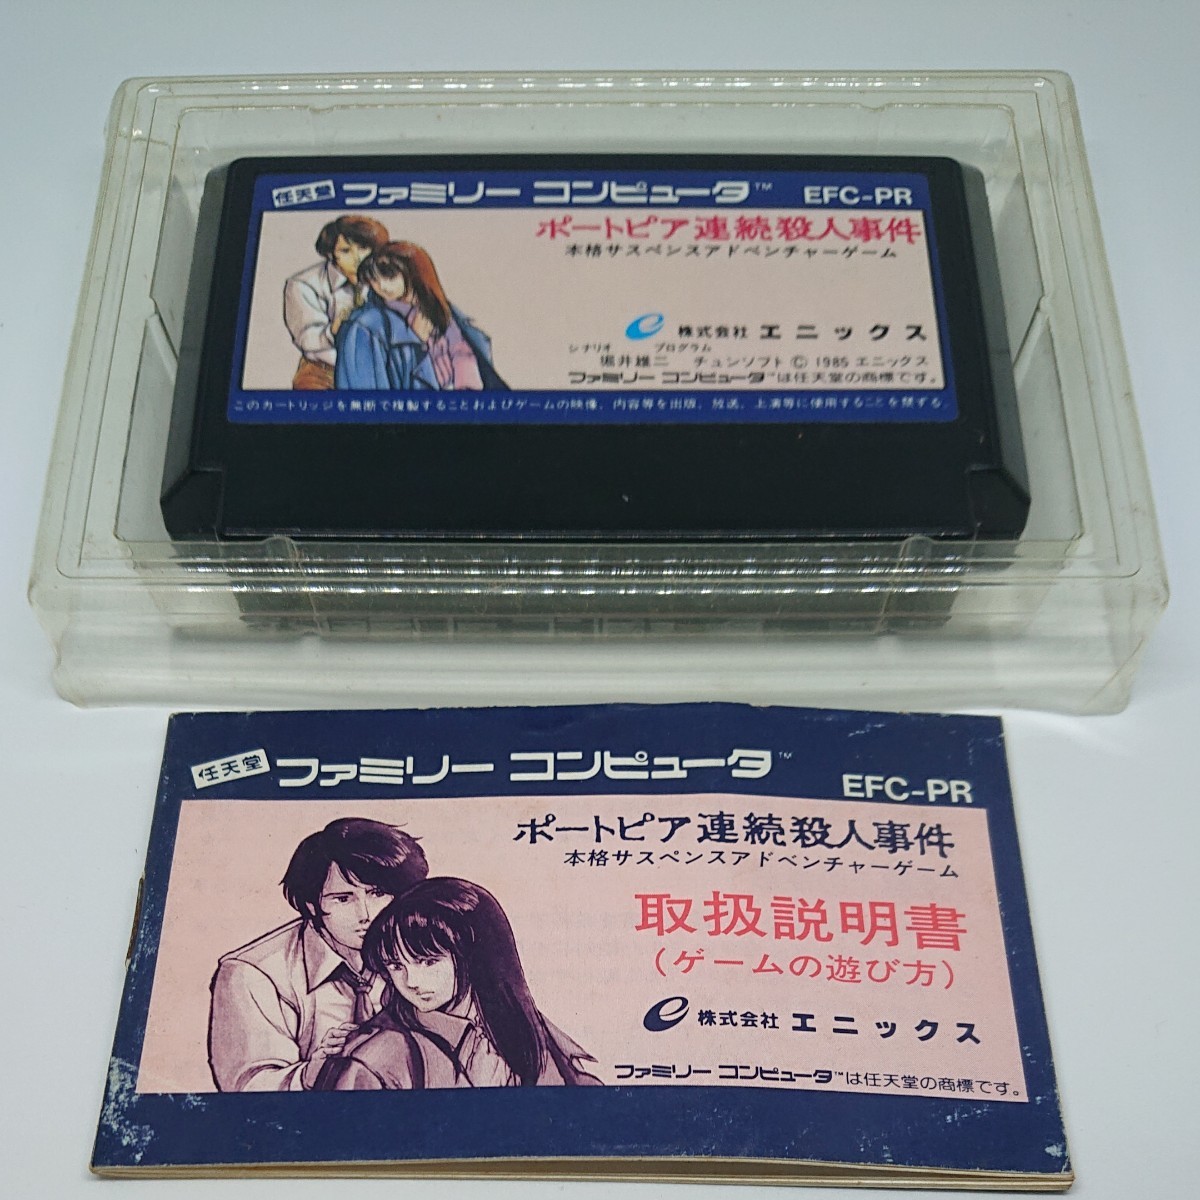 任天堂 ファミリー コンピュータ™ EFC-PR
ポートピア連続殺人事件
本格サスペンスアドベンチャーゲーム
e 株式会社 エニックス
シナリオ プログラム
堀井雄二 チュンソフト © 1985 エニックス
ファミリー コンピュータ™は任天堂の商標です。
このカートリッジを無断で複製することおよびゲームの映像、内容等を出版、放送、上演等に使用することを禁する。
任天堂 ファミリー コンピュータ™ EFC-PR
ポートピア連続殺人事件
本格サスペンスアドベンチャーゲーム
取扱説明書
(ゲームの遊び方)
e 株式会社 エニックス
ファミリー コンピュータ™は任天堂の商標です。